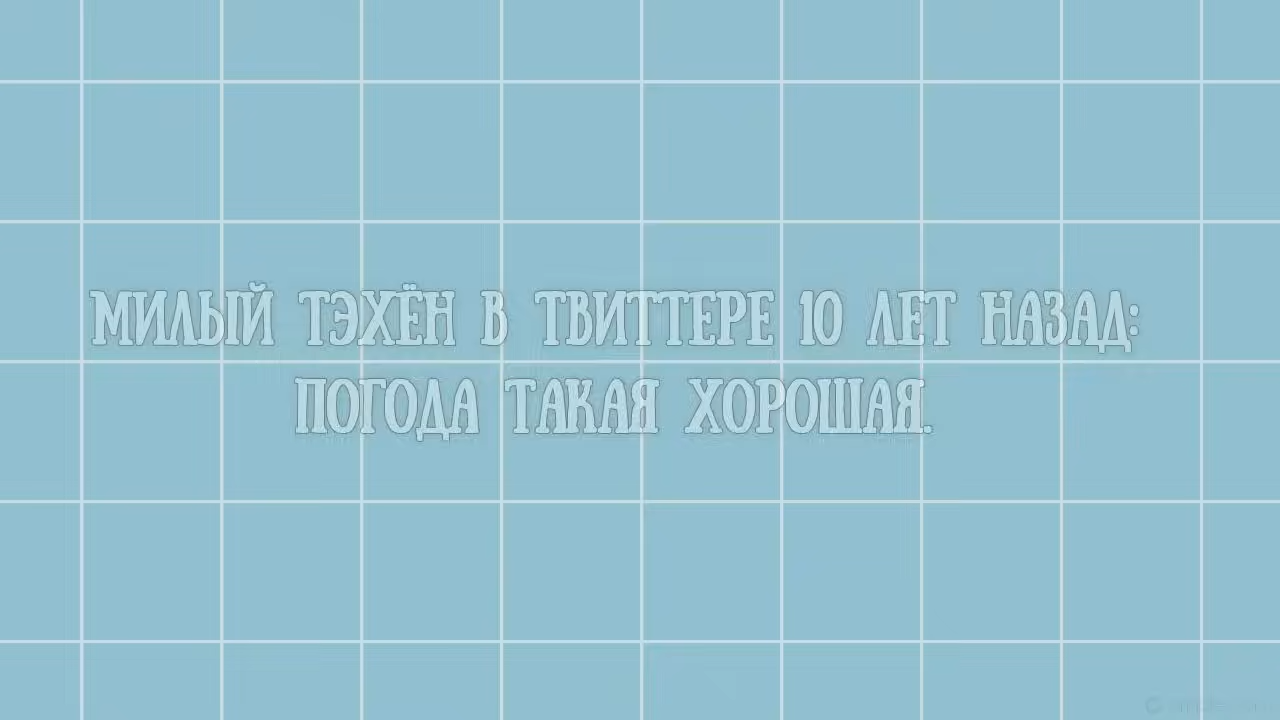 МИЛЫЙ ТЭХЁН В ТВИТТЕРЕ 10 ЛЕТ НАЗАД:
ПОГОДА ТАКАЯ ХОРОШАЯ.